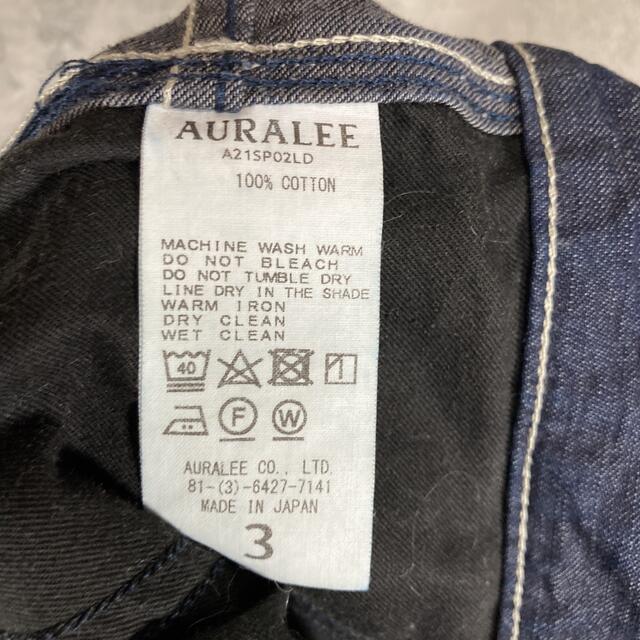 AURALEE
A21SP02LD
100% COTTON
MACHINE WASH WARM
DO NOT BLEACH
DO NOT TUMBLE DRY
LINE DRY IN THE SHADE
WARM IRON
DRY CLEAN
WET CLEAN
40
F W
AURALEE CO., LTD.
81-(3)-6427-7141
MADE IN JAPAN
3